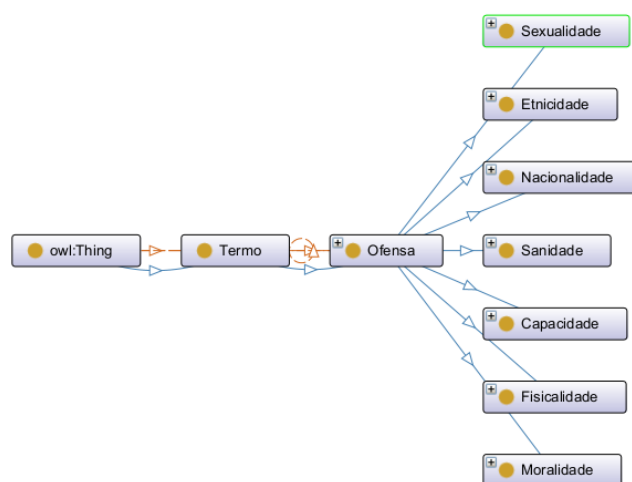 Sexualidade
Etnicidade
Nacionalidade
owl:Thing
Termo
Ofensa
Sanidade
Capacidade
Fisicalidade
Moralidade